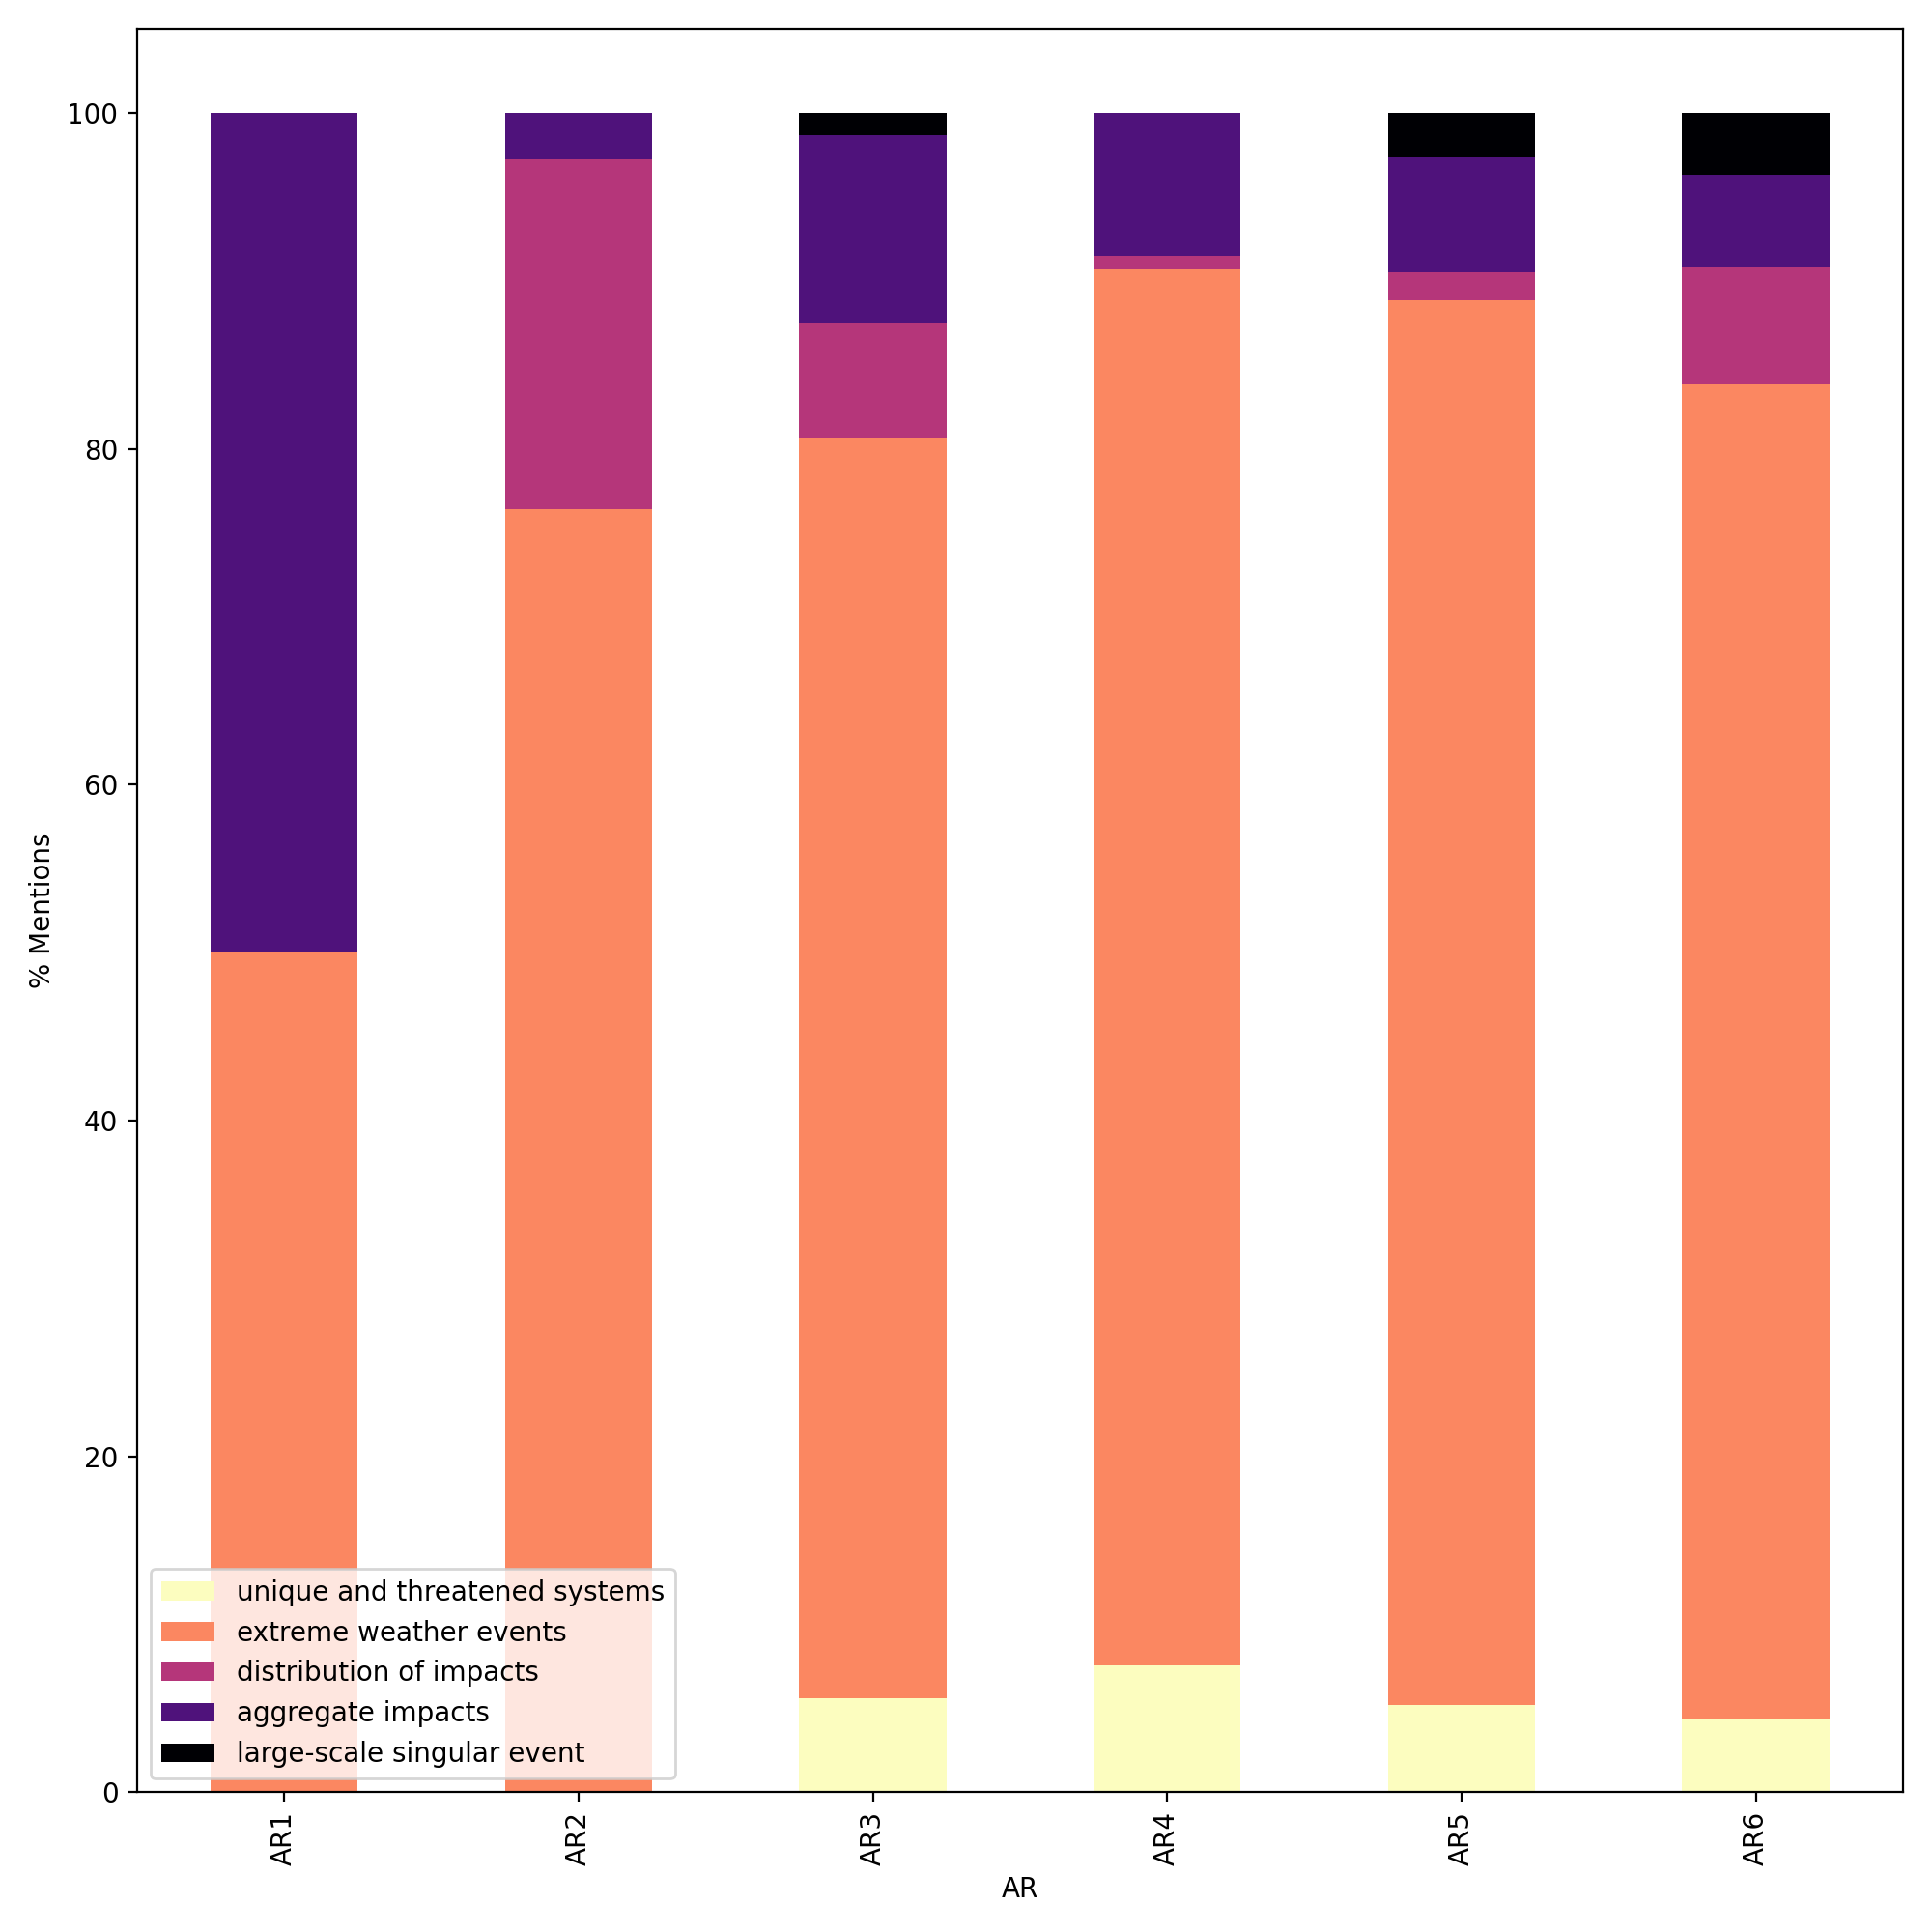 100
80
60
40
20
0
% Mentions
unique and threatened systems
extreme weather events
distribution of impacts
aggregate impacts
large-scale singular event
AR1
AR2
AR3
AR4
AR5
AR6
AR